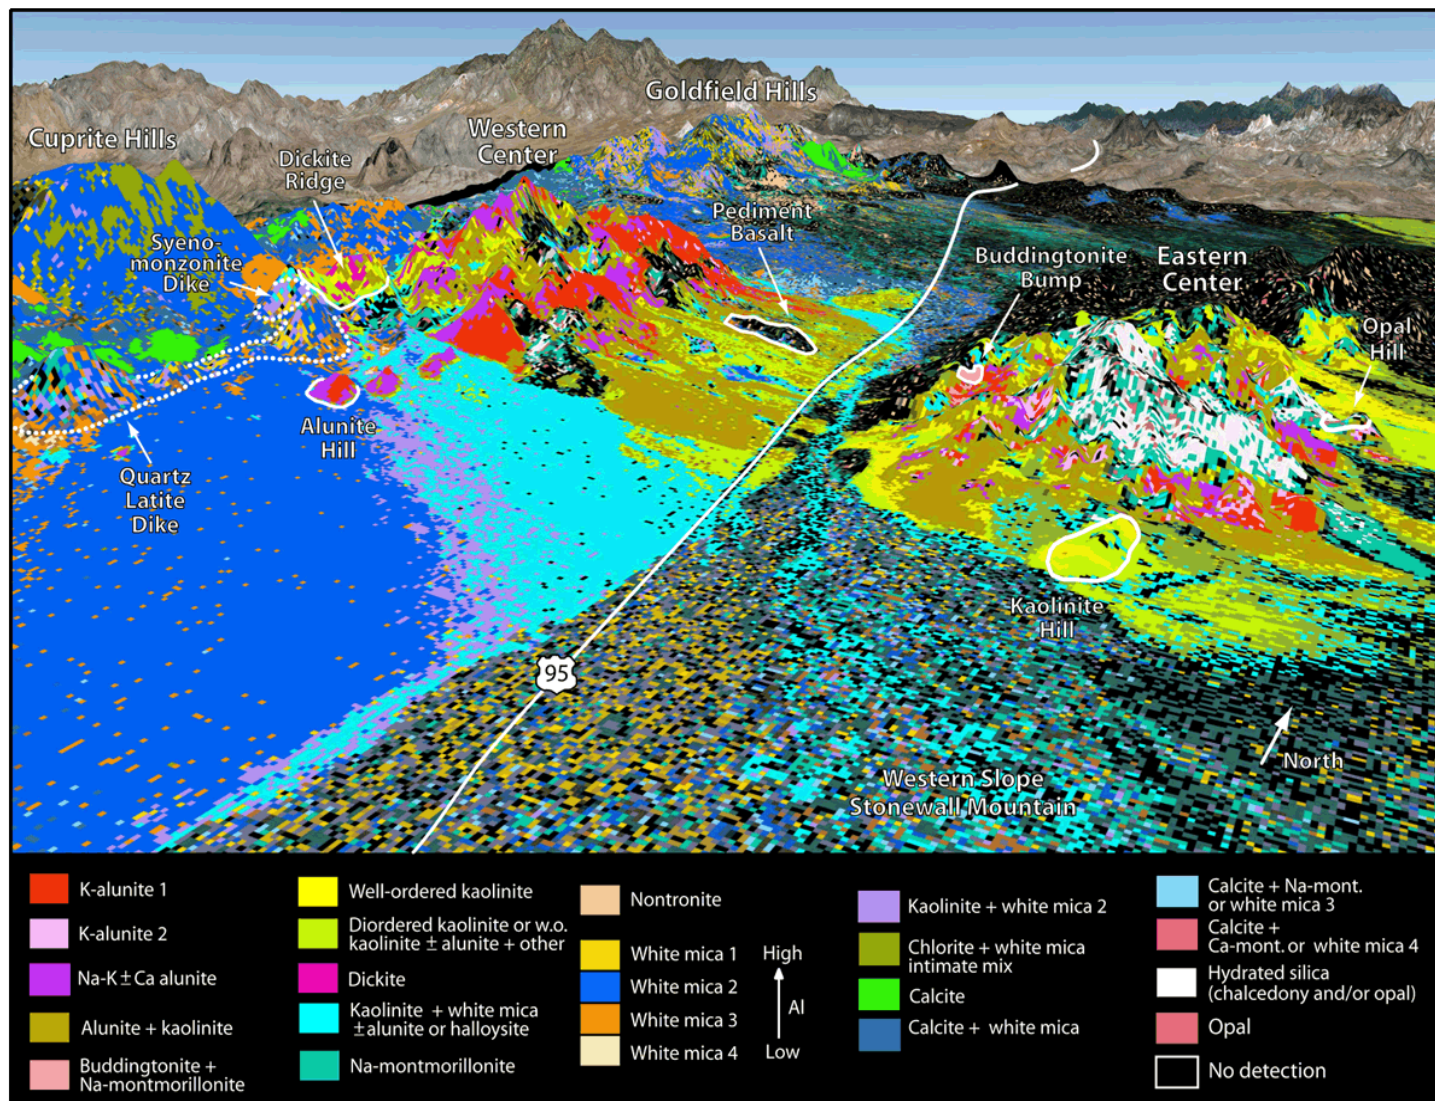 Goldfield Hills
Cuprite Hills
Western
Center
Dickite
Ridge
Pediment
Basalt
Syeno-
monzonite
Dike
Buddingtonite
Bump
Eastern
Center
Opal
Hill
Alunite
Hill
Quartz
Latite
Dike
Kaolinite
Hill
95
North
Western Slope
Stonewall Mountain
K-alunite 1
K-alunite 2
Na-K ± Ca alunite
Alunite + kaolinite
Buddingtonite +
Na-montmorillonite
Well-ordered kaolinite
Diordered kaolinite or w.o.
kaolinite ± alunite + other
Dickite
Kaolinite + white mica
±alunite or halloysite
Na-montmorillonite
Nontronite
White mica 1
White mica 2
White mica 3
White mica 4
High
Al
Low
Kaolinite + white mica 2
Chlorite + white mica
intimate mix
Calcite
Calcite + white mica
Calcite + Na-mont.
or white mica 3
Calcite +
Ca-mont. or white mica 4
Hydrated silica
(chalcedony and/or opal)
Opal
No detection